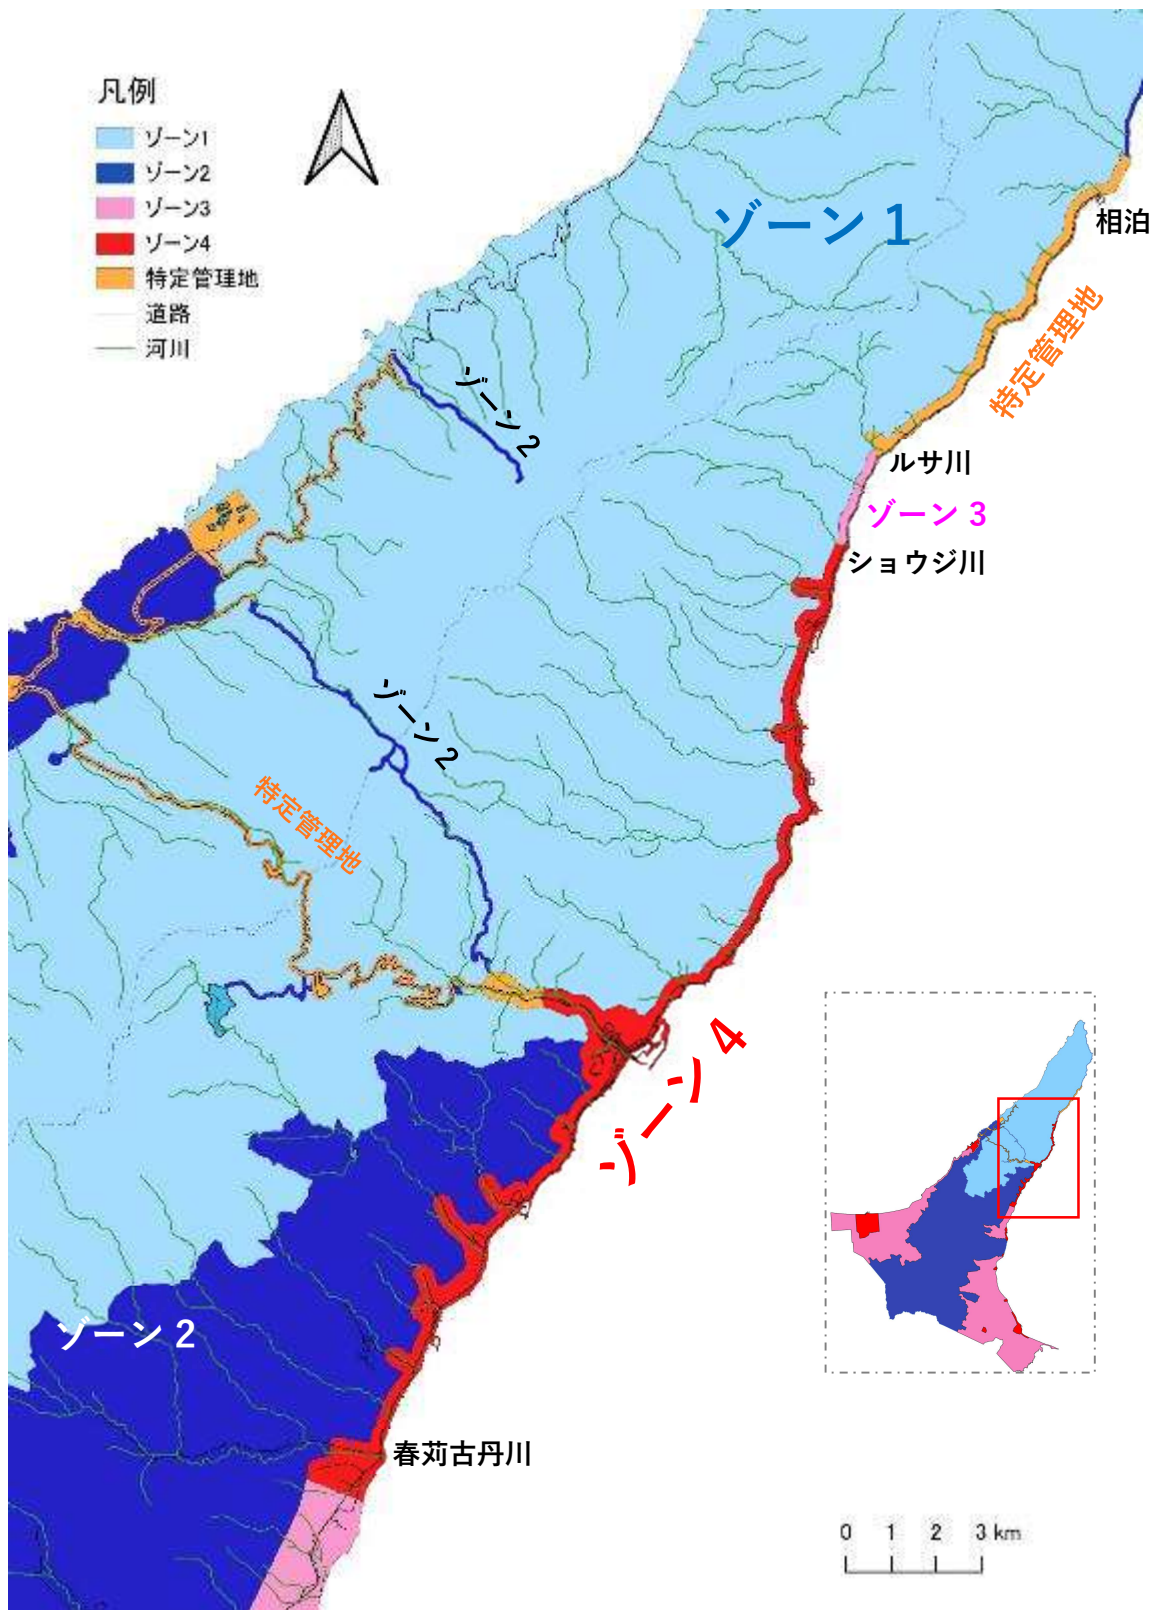 凡例
ゾーン1
ゾーン2
ゾーン3
ゾーン4
特定管理地
道路
河川
ゾーン 1
相泊
特定管理地
ゾーン 2
ルサ川
ゾーン 3
ショウジ川
ゾーン 2
特定管理地
ゾーン 4
ゾーン 2
春苅古丹川
0 1 2 3 km